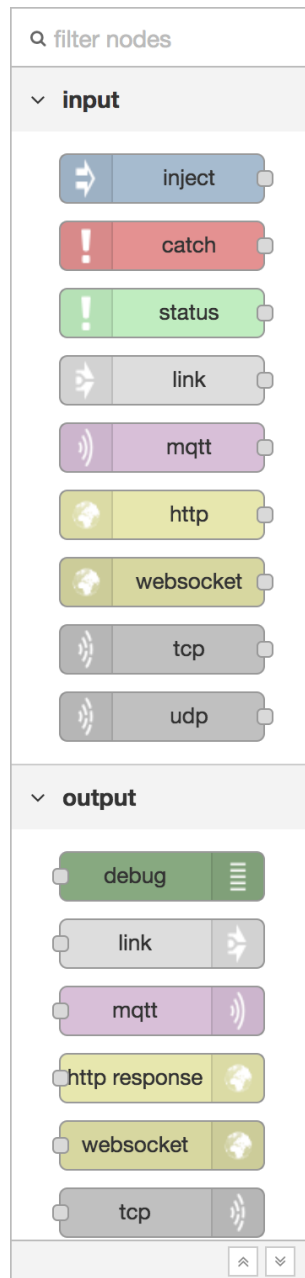 filter nodes
input
inject
catch
status
link
mqtt
http
websocket
tcp
udp
output
debug
link
mqtt
http response
websocket
tcp